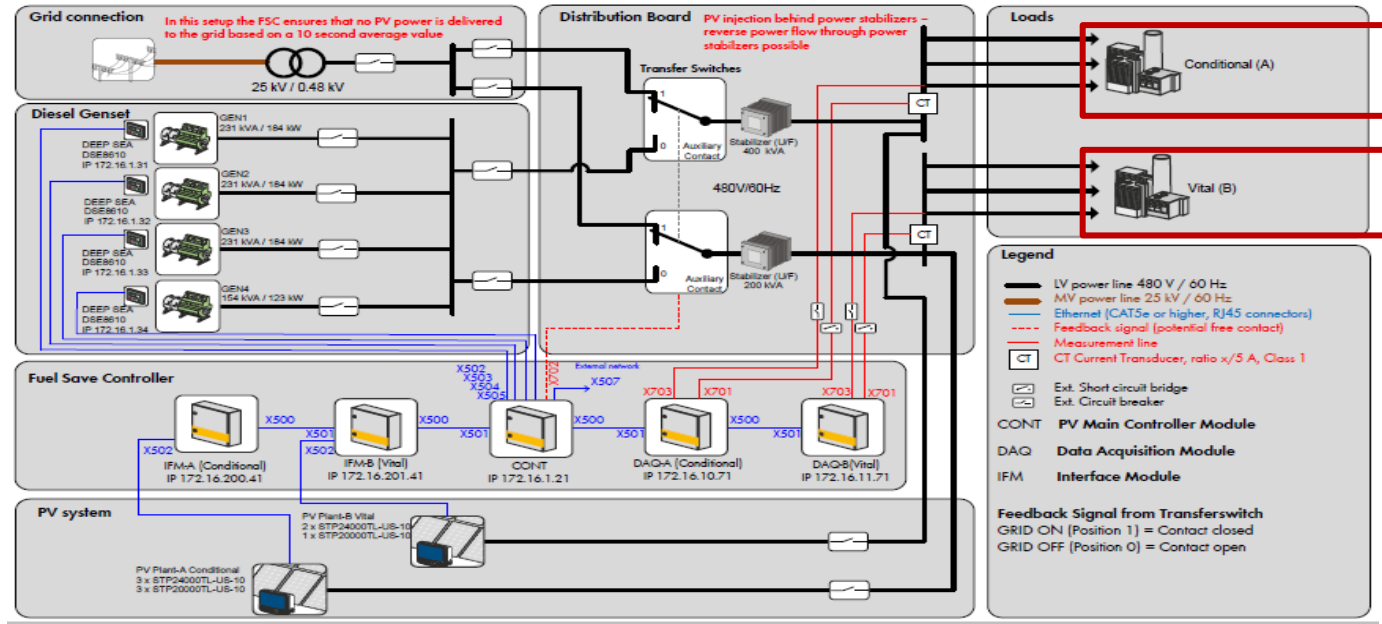 Grid connection
In this setup the FSC ensures that no PV power is delivered
to the grid based on a 10 second average value
25 kV / 0.48 kV
Diesel Genset
GEN1
231 kVA / 184 kW
DEEP SEA
DSE8610
IP 172.16.1.31
GEN2
231 kVA / 184 kW
DEEP SEA
DSE8610
IP 172.16.1.32
GEN3
231 kVA / 184 kW
DEEP SEA
DSE8610
IP 172.16.1.33
GEN4
154 kVA / 123 kW
DEEP SEA
DSE8610
IP 172.16.1.34
Distribution Board
PV injection behind power stabilizers –
reverse power flow through power
stabilzers possible
Transfer Switches
1
0
Auxiliary
Contact
Stabilizer (U/F)
400 kVA
480V/60Hz
1
0
Auxiliary
Contact
Stabilizer (U/F)
200 kVA
CT
CT
Loads
Conditional (A)
Vital (B)
Legend
LV power line 480 V / 60 Hz
MV power line 25 kV / 60 Hz
Ethernet (CAT5e or higher, RJ45 connectors)
Feedback signal (potential free contact)
Measurement line
CT
CT Current Transducer, ratio x/5 A, Class 1
Ext. Short circuit bridge
Ext. Circuit breaker
CONT PV Main Controller Module
DAQ Data Acquisition Module
IFM Interface Module
Feedback Signal from Transferswitch
GRID ON (Position 1) = Contact closed
GRID OFF (Position 0) = Contact open
Fuel Save Controller
X502
X503
X504
X505
X702
External network
X507
X703
X701
X703
X701
X500
X501
X500
X501
X500
X501
X500
X501
X502
X502
IFM-A (Conditional)
IP 172.16.200.41
IFM-B (Vital)
IP 172.16.201.41
CONT
IP 172.16.1.21
DAQ-A (Conditional)
IP 172.16.10.71
DAQ-B(Vital)
IP 172.16.11.71
PV system
PV Plant-B Vital
2 x STP24000TL-US-10
1 x STP20000TL-US-10
PV Plant-A Conditional
3 x STP24000TL-US-10
3 x STP20000TL-US-10